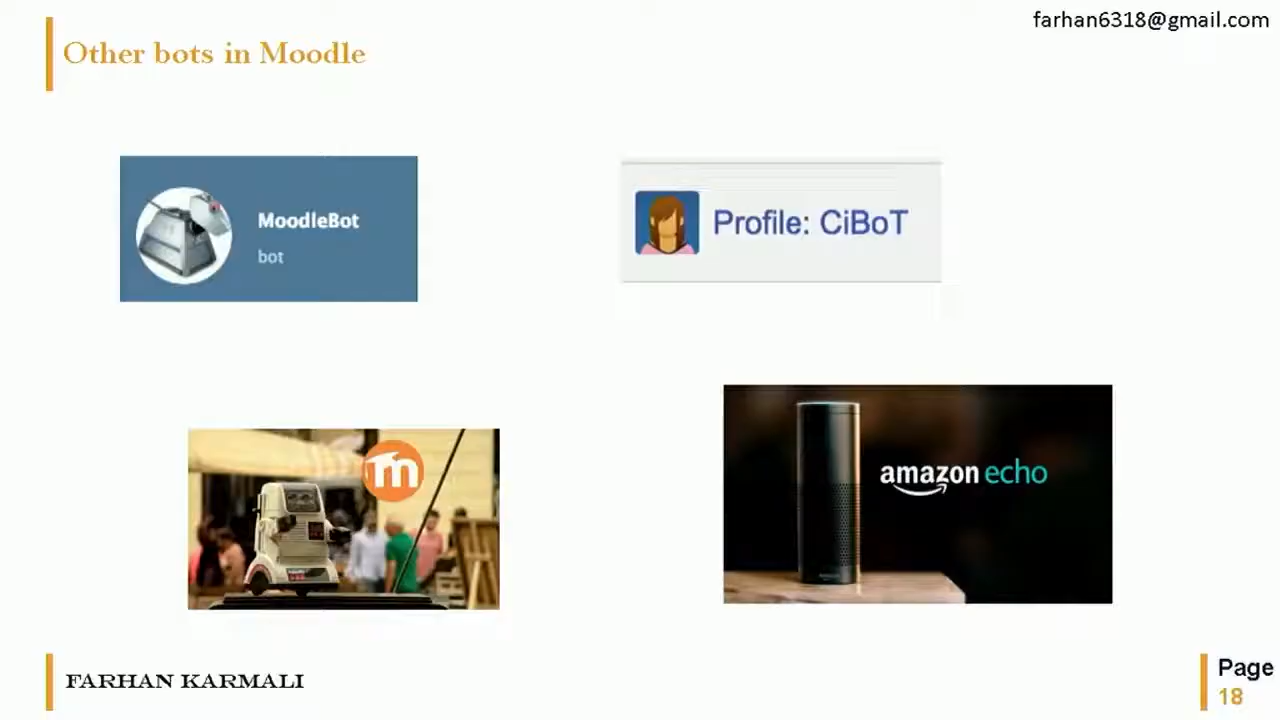 farhan6318@gmail.com
Other bots in Moodle
MoodleBot
bot
Profile: CiBoT
m
amazon echo
FARHAN KARMALI
Page
18